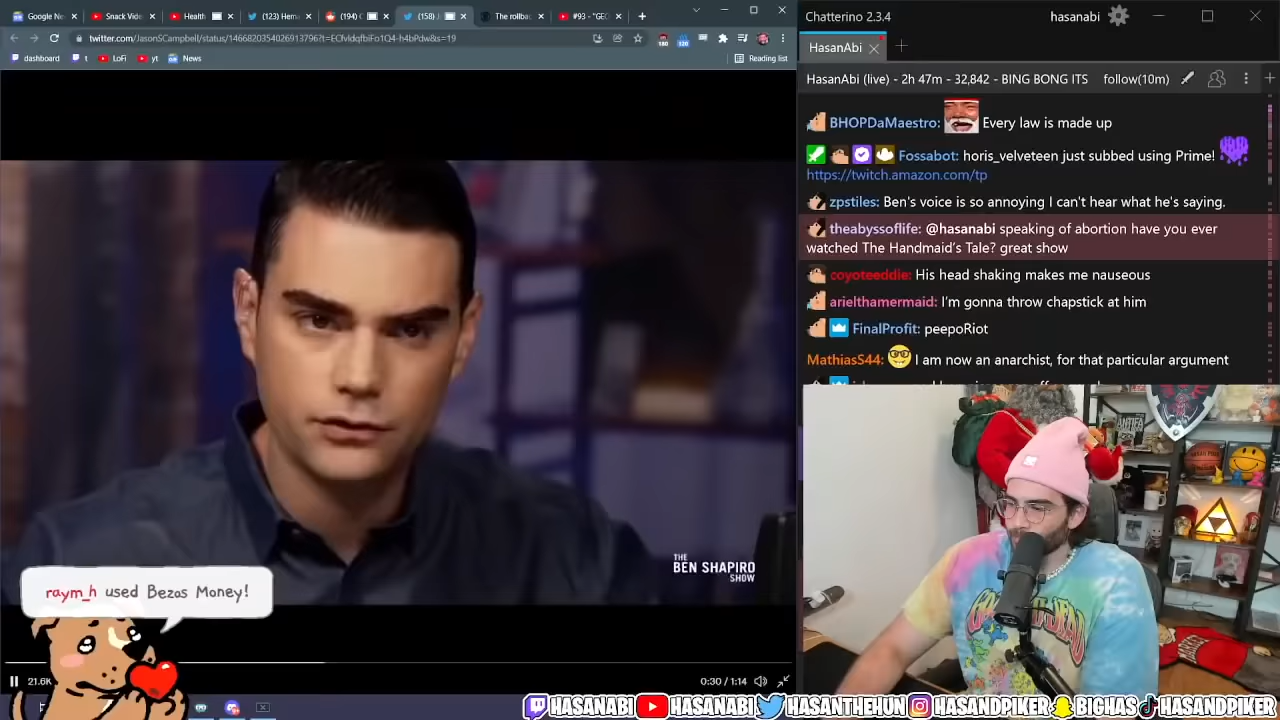 Google Ne
Snack Vide
Health
(123) Hem
(194) C
(158) J
The rollba
#93 - "GE
twitter.com/JasonSCampbell/status/1466820354026913796?t=ECfvIdqfbiFo1Q4-h4bPdw&s=19
dashboard
t
LoFi
yt
News
Reading list
THE
BEN SHAPIRO
SHOW
raym_h used Bezos Money!
21.6K
0:30 / 1:14
Chatterino 2.3.4
hasanabi
HasanAbi
HasanAbi (live) - 2h 47m - 32,842 - BING BONG ITS
follow(10m)
BHOPDaMaestro: Every law is made up
Fossabot: horis_velveteen just subbed using Prime!
https://twitch.amazon.com/tp
zpstiles: Ben's voice is so annoying I can't hear what he's saying.
theabyssoflife: @hasanabi speaking of abortion have you ever
watched The Handmaid's Tale? great show
coyoteeddie: His head shaking makes me nauseous
arielthamermaid: I'm gonna throw chapstick at him
FinalProfit: peepoRiot
MathiasS44: I am now an anarchist, for that particular argument
HASANABI
HASANABI
HASANTHEHUN
HASANDPIKER
BIGHAS
HASANDPIKER